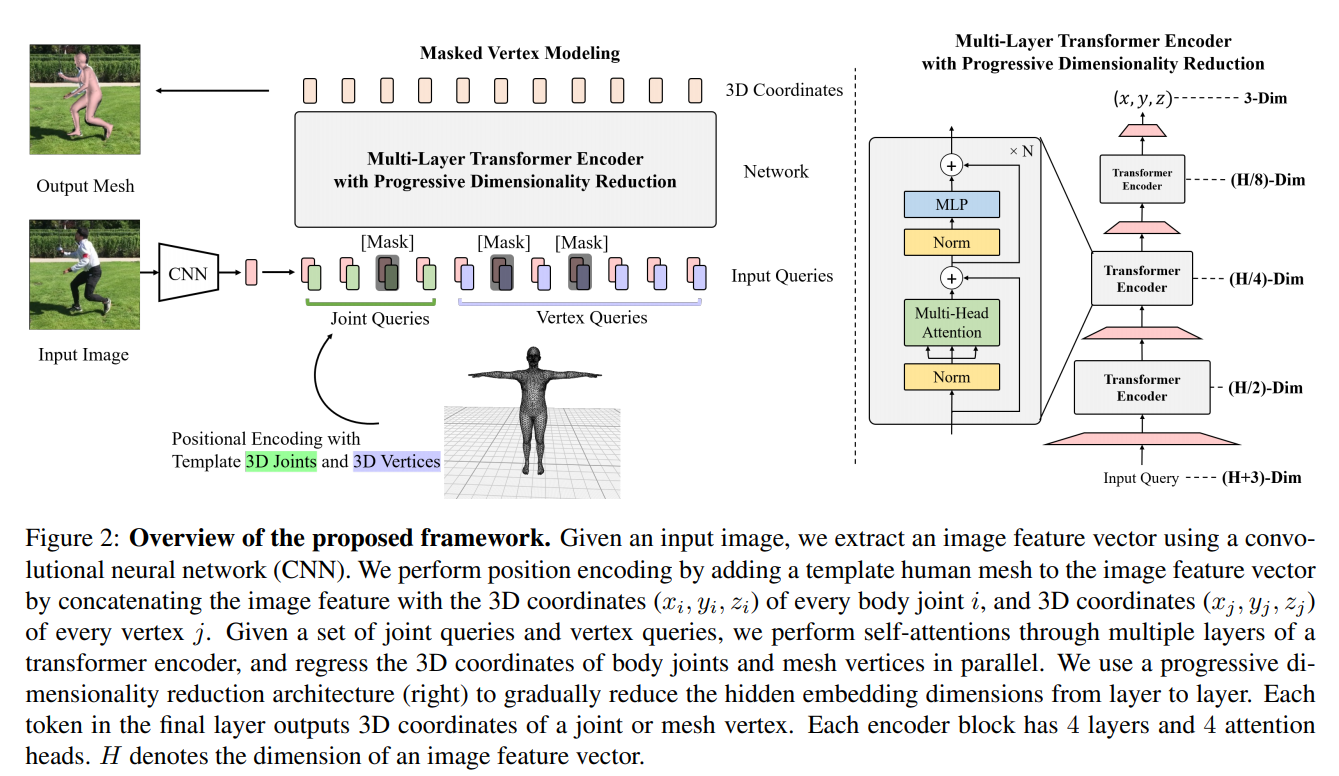 Masked Vertex Modeling
3D Coordinates
Multi-Layer Transformer Encoder
with Progressive Dimensionality Reduction
Network
Output Mesh
[Mask]
[Mask]
[Mask]
CNN
Input Queries
Joint Queries
Vertex Queries
Input Image
Positional Encoding with
Template 3D Joints and 3D Vertices
Multi-Layer Transformer Encoder
with Progressive Dimensionality Reduction
(x, y, z)
3-Dim
× N
+
MLP
Norm
+
Multi-Head
Attention
Norm
Transformer
Encoder
(H/8)-Dim
Transformer
Encoder
(H/4)-Dim
Transformer
Encoder
(H/2)-Dim
Input Query
(H+3)-Dim
Figure 2: Overview of the proposed framework. Given an input image, we extract an image feature vector using a convo-
lutional neural network (CNN). We perform position encoding by adding a template human mesh to the image feature vector
by concatenating the image feature with the 3D coordinates (xᵢ, yᵢ, zᵢ) of every body joint i, and 3D coordinates (xⱼ, yⱼ, zⱼ)
of every vertex j. Given a set of joint queries and vertex queries, we perform self-attentions through multiple layers of a
transformer encoder, and regress the 3D coordinates of body joints and mesh vertices in parallel. We use a progressive di-
mensionality reduction architecture (right) to gradually reduce the hidden embedding dimensions from layer to layer. Each
token in the final layer outputs 3D coordinates of a joint or mesh vertex. Each encoder block has 4 layers and 4 attention
heads. H denotes the dimension of an image feature vector.